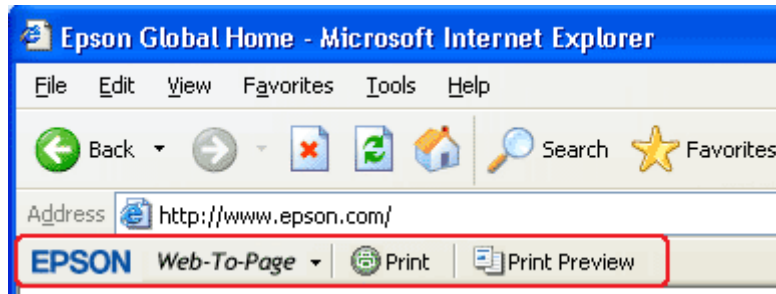 Epson Global Home - Microsoft Internet Explorer
File Edit View Favorites Tools Help
Back Search Favorites
Address http://www.epson.com/
EPSON Web-To-Page Print Print Preview